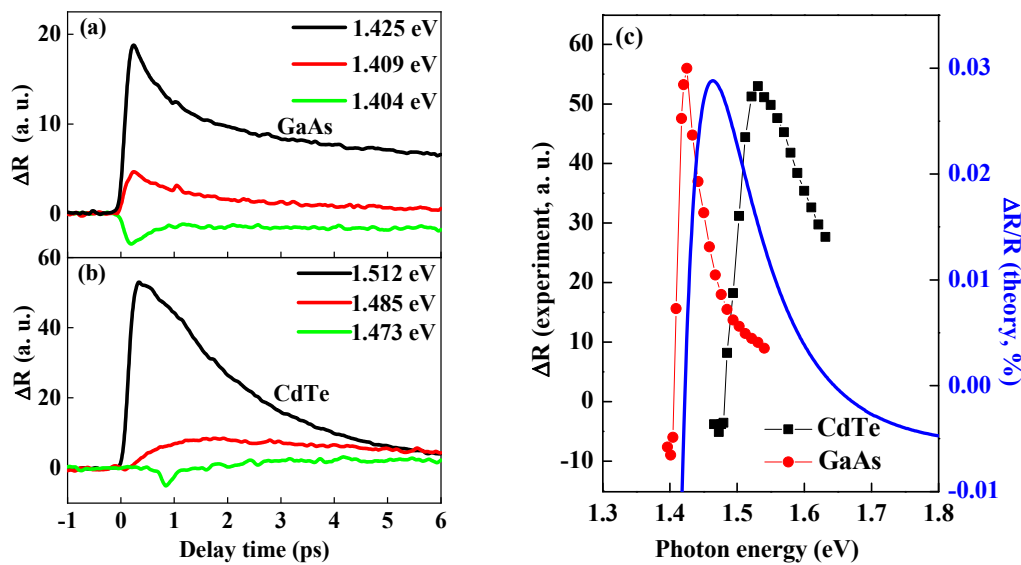 (a)
1.425 eV
1.409 eV
1.404 eV
GaAs
20
10
0
ΔR (a. u.)
(b)
1.512 eV
1.485 eV
1.473 eV
CdTe
60
40
20
0
ΔR (a. u.)
-1 0 1 2 3 4 5 6
Delay time (ps)
(c)
60
50
40
30
20
10
0
-10
ΔR (experiment, a. u.)
0.03
0.02
0.01
0.00
-0.01
ΔR/R (theory, %)
CdTe
GaAs
1.3 1.4 1.5 1.6 1.7 1.8
Photon energy (eV)